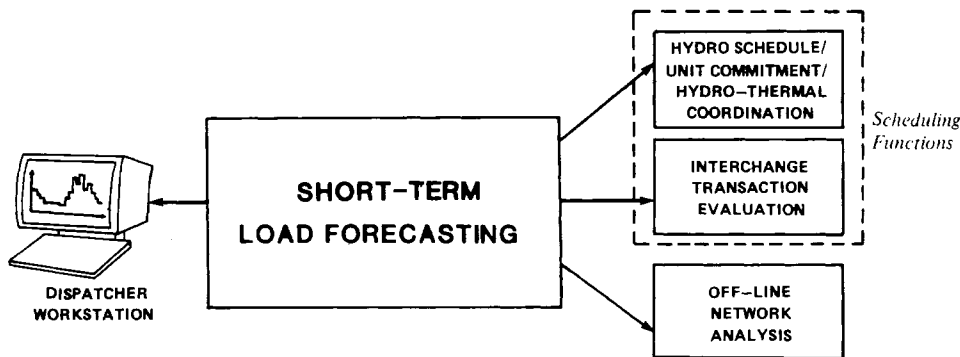 HYDRO SCHEDULE/
UNIT COMMITMENT/
HYDRO-THERMAL
COORDINATION
Scheduling
Functions
SHORT-TERM
LOAD FORECASTING
INTERCHANGE
TRANSACTION
EVALUATION
DISPATCHER
WORKSTATION
OFF-LINE
NETWORK
ANALYSIS